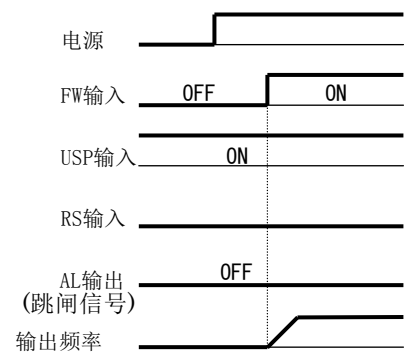 电源
FW输入 OFF ON
USP输入 ON
RS输入
AL输出 OFF
(跳闸信号)
输出频率